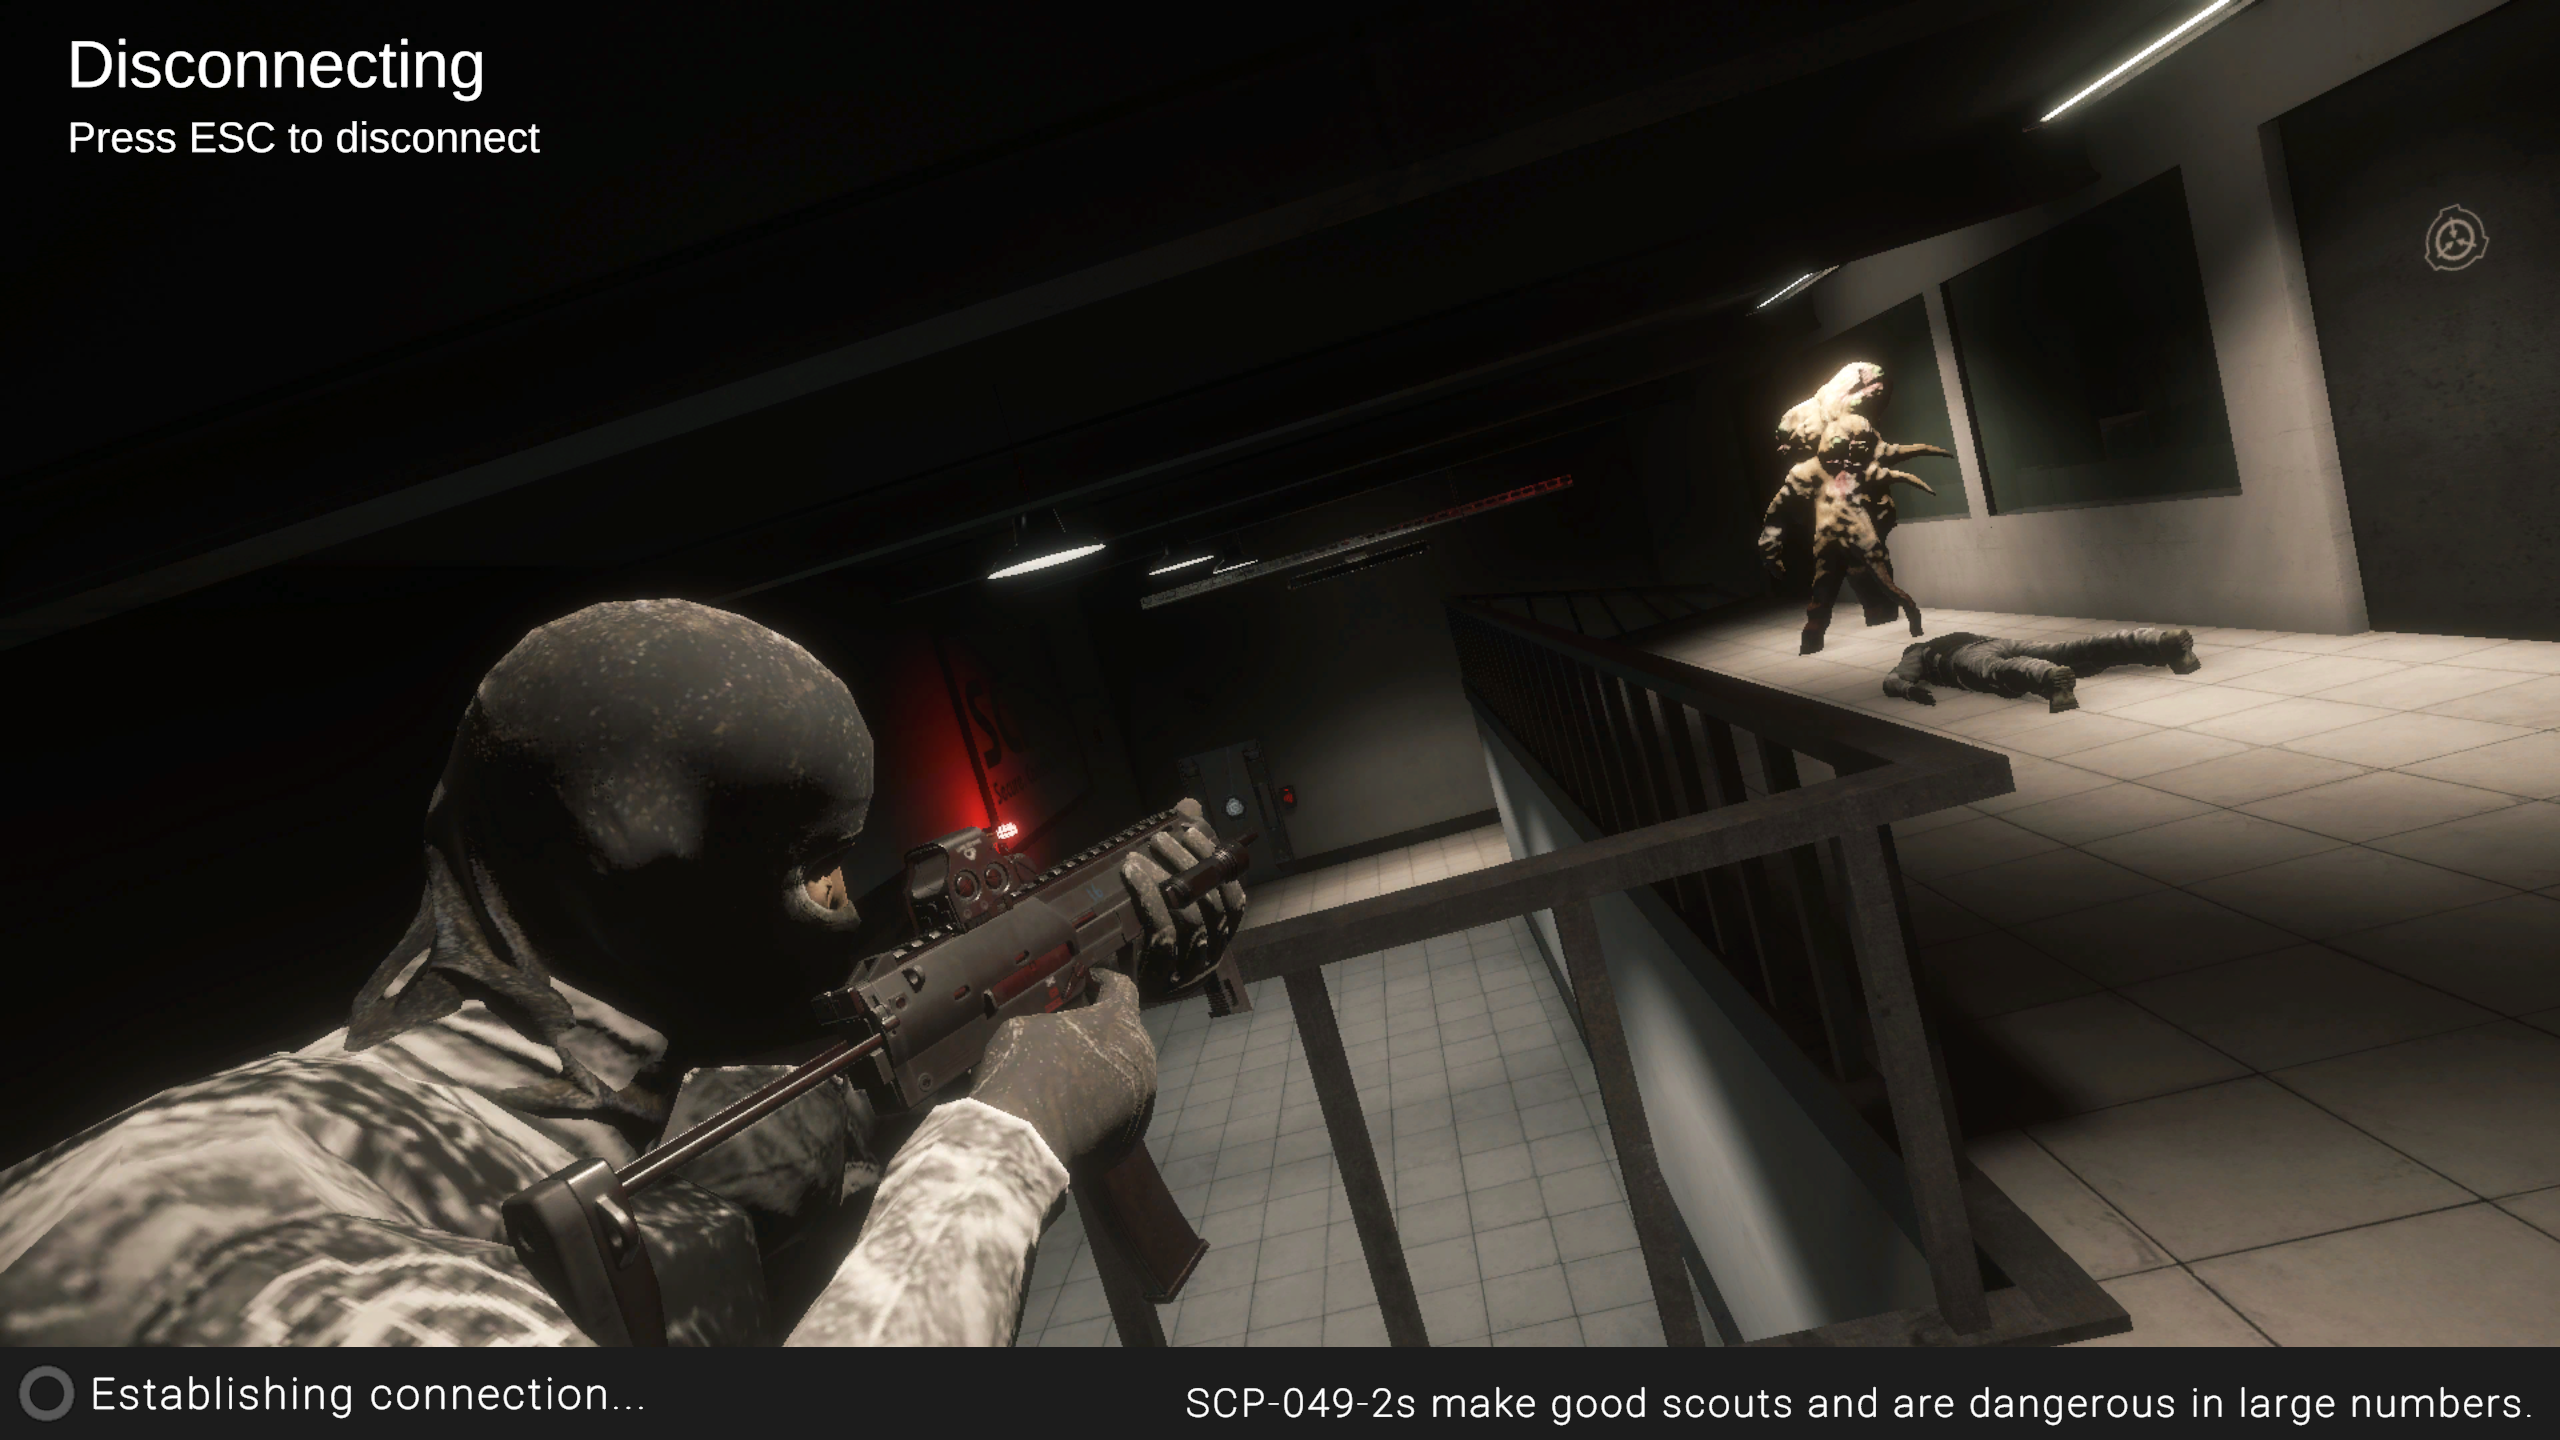 Disconnecting
Press ESC to disconnect
Establishing connection...
SCP-049-2s make good scouts and are dangerous in large numbers.